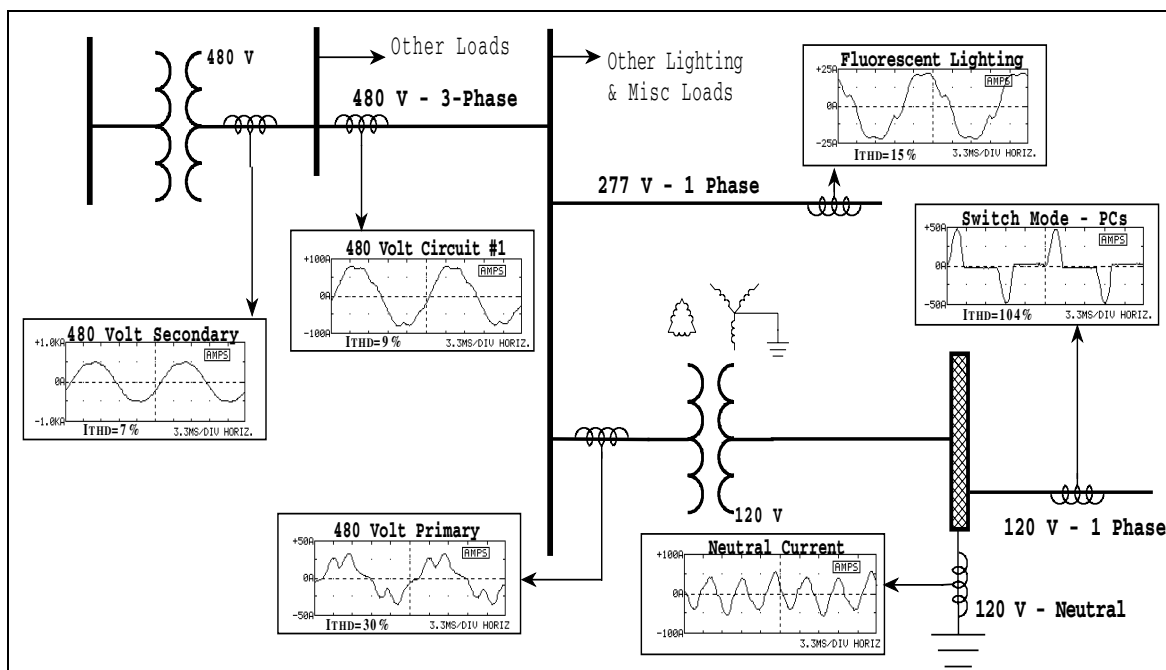 480 V
Other Loads
480 V - 3-Phase
Other Lighting
& Misc Loads
Fluorescent Lighting
+25A
AMPS
0A
-25A
ITHD=15%
3.3MS/DIV HORIZ.
277 V - 1 Phase
Switch Mode - PCs
+50A
AMPS
0A
-50A
ITHD=104%
480 Volt Circuit #1
+100A
AMPS
0A
-100A
ITHD=9%
3.3MS/DIV HORIZ.
480 Volt Secondary
+1.0KA
AMPS
0A
-1.0KA
ITHD=7%
3.3MS/DIV HORIZ.
480 Volt Primary
+50A
AMPS
0A
-50A
ITHD=30%
3.3MS/DIV HORIZ.
120 V
Neutral Current
+100A
AMPS
0A
-100A
3.3MS/DIV HORIZ.
120 V - 1 Phase
120 V - Neutral